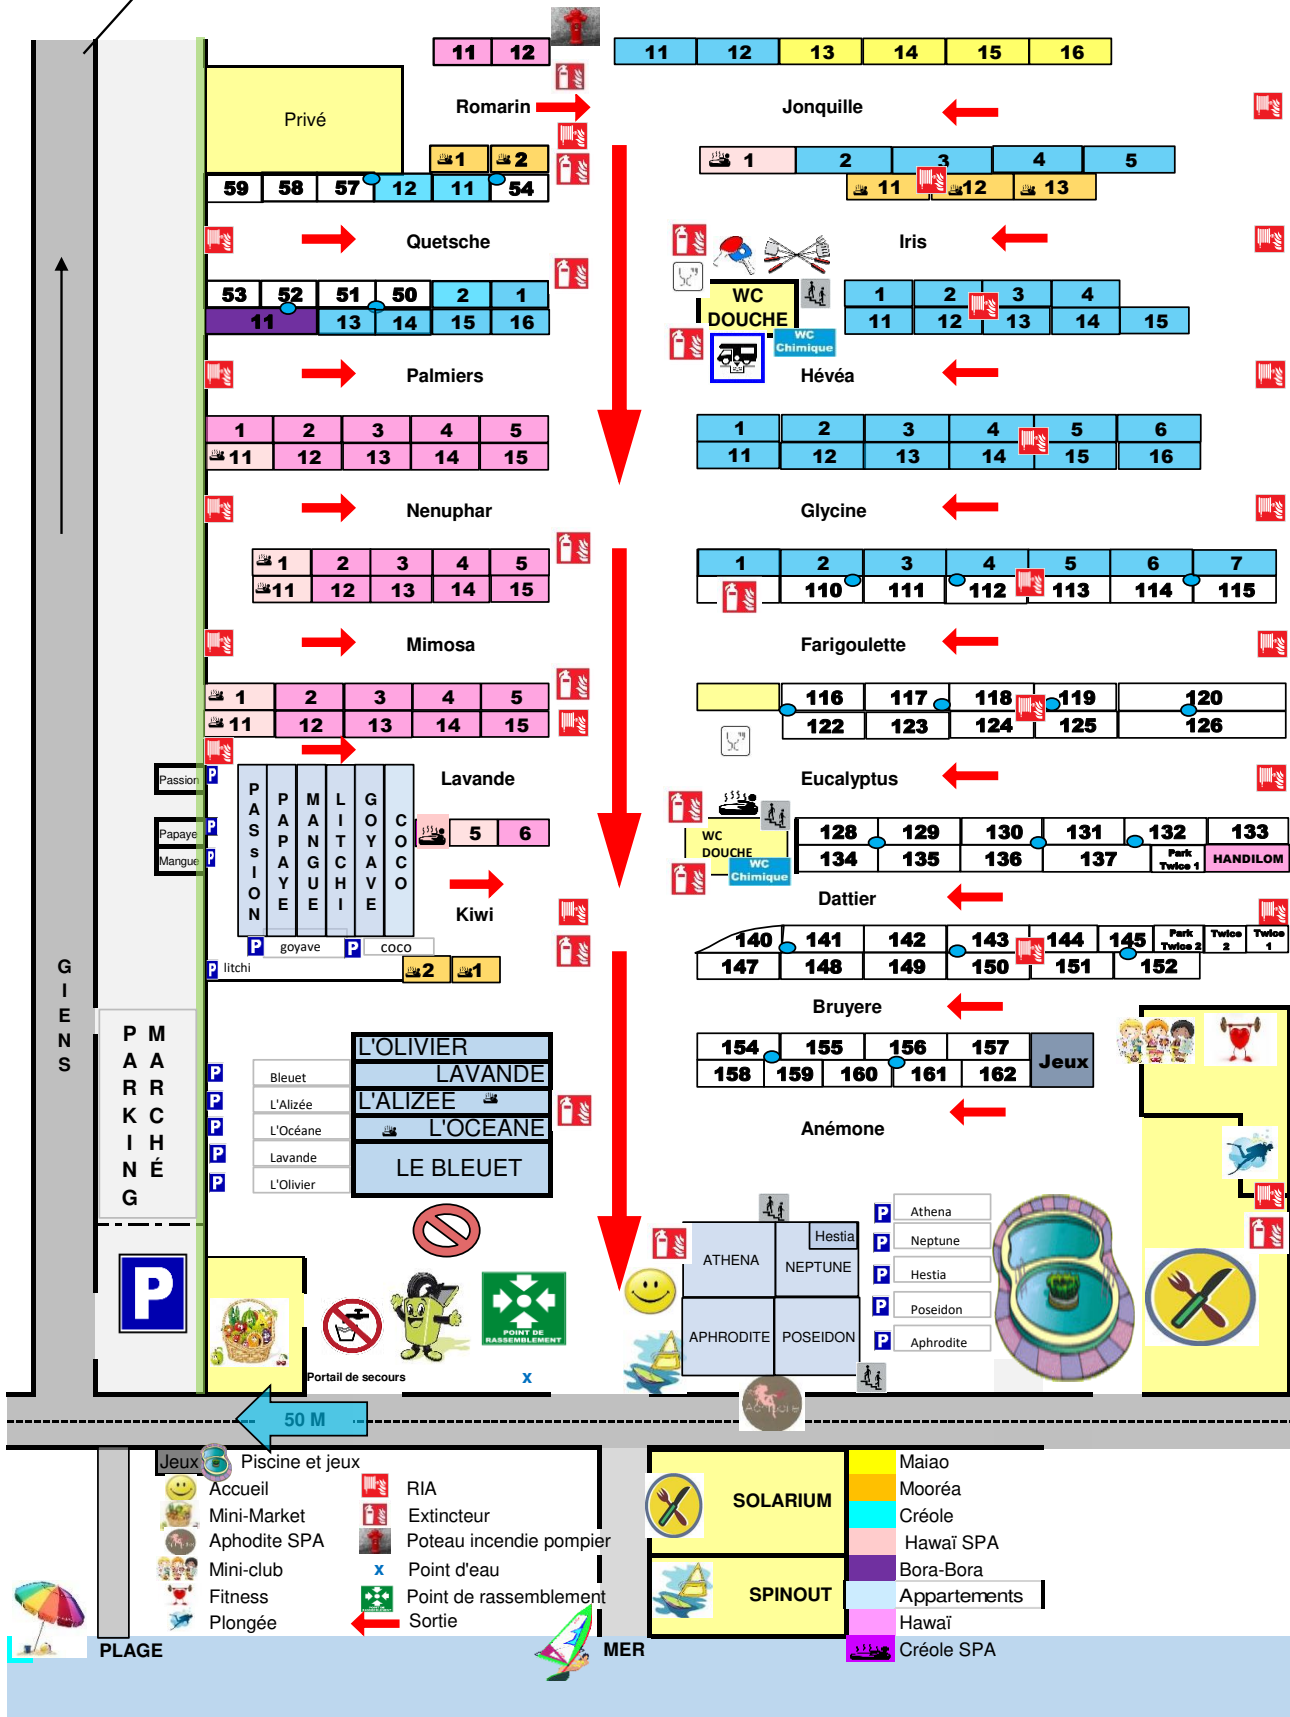 11 12
11 12 13 14 15 16
Romarin
Jonquille
Privé
1 2
1 2 3 4 5
59 58 57 12 11 54
11 12 13
Quetsche
Iris
53 52 51 50 2 1
11 13 14 15 16
WC
DOUCHE
WC
Chimique
1 2 3 4
11 12 13 14 15
Palmiers
Hévéa
1 2 3 4 5
11 12 13 14 15
1 2 3 4 5 6
11 12 13 14 15 16
Nenuphar
Glycine
1 2 3 4 5
11 12 13 14 15
1 2 3 4 5 6 7
110 111 112 113 114 115
Mimosa
Farigoulette
1 2 3 4 5
11 12 13 14 15
116 117 118 119 120
122 123 124 125 126
Lavande
Eucalyptus
Passion P
Papaye P
Mangue P
PASsION
PAPAYE
MANGUE
LITCHI
GOYAVE
COCO
5 6
WC
DOUCHE
WC
Chimique
128 129 130 131 132 133
134 135 136 137 Park Twice 1 HANDILOM
Kiwi
Dattier
P goyave P coco
P litchi
2 1
140 141 142 143 144 145 Park Twice 2 Twice 2 Twice 1
147 148 149 150 151 152
Bruyere
GIENS
PARKING
MARCHÉ
L'OLIVIER
LAVANDE
L'ALIZEE
L'OCEANE
LE BLEUET
P Bleuet
P L'Alizée
P L'Océane
P Lavande
P L'Olivier
154 155 156 157
158 159 160 161 162
Jeux
Anémone
ATHENA
Hestia
NEPTUNE
APHRODITE
POSEIDON
P Athena
P Neptune
P Hestia
P Poseidon
P Aphrodite
P
POINT DE
RASSEMBLEMENT
Portail de secours
x
50 M
Jeux Piscine et jeux
Accueil
Mini-Market
Aphodite SPA
Mini-club
Fitness
Plongée
RIA
Extincteur
Poteau incendie pompier
x Point d'eau
Point de rassemblement
Sortie
SOLARIUM
SPINOUT
Maiao
Mooréa
Créole
Hawaï SPA
Bora-Bora
Appartements
Hawaï
Créole SPA
PLAGE
MER